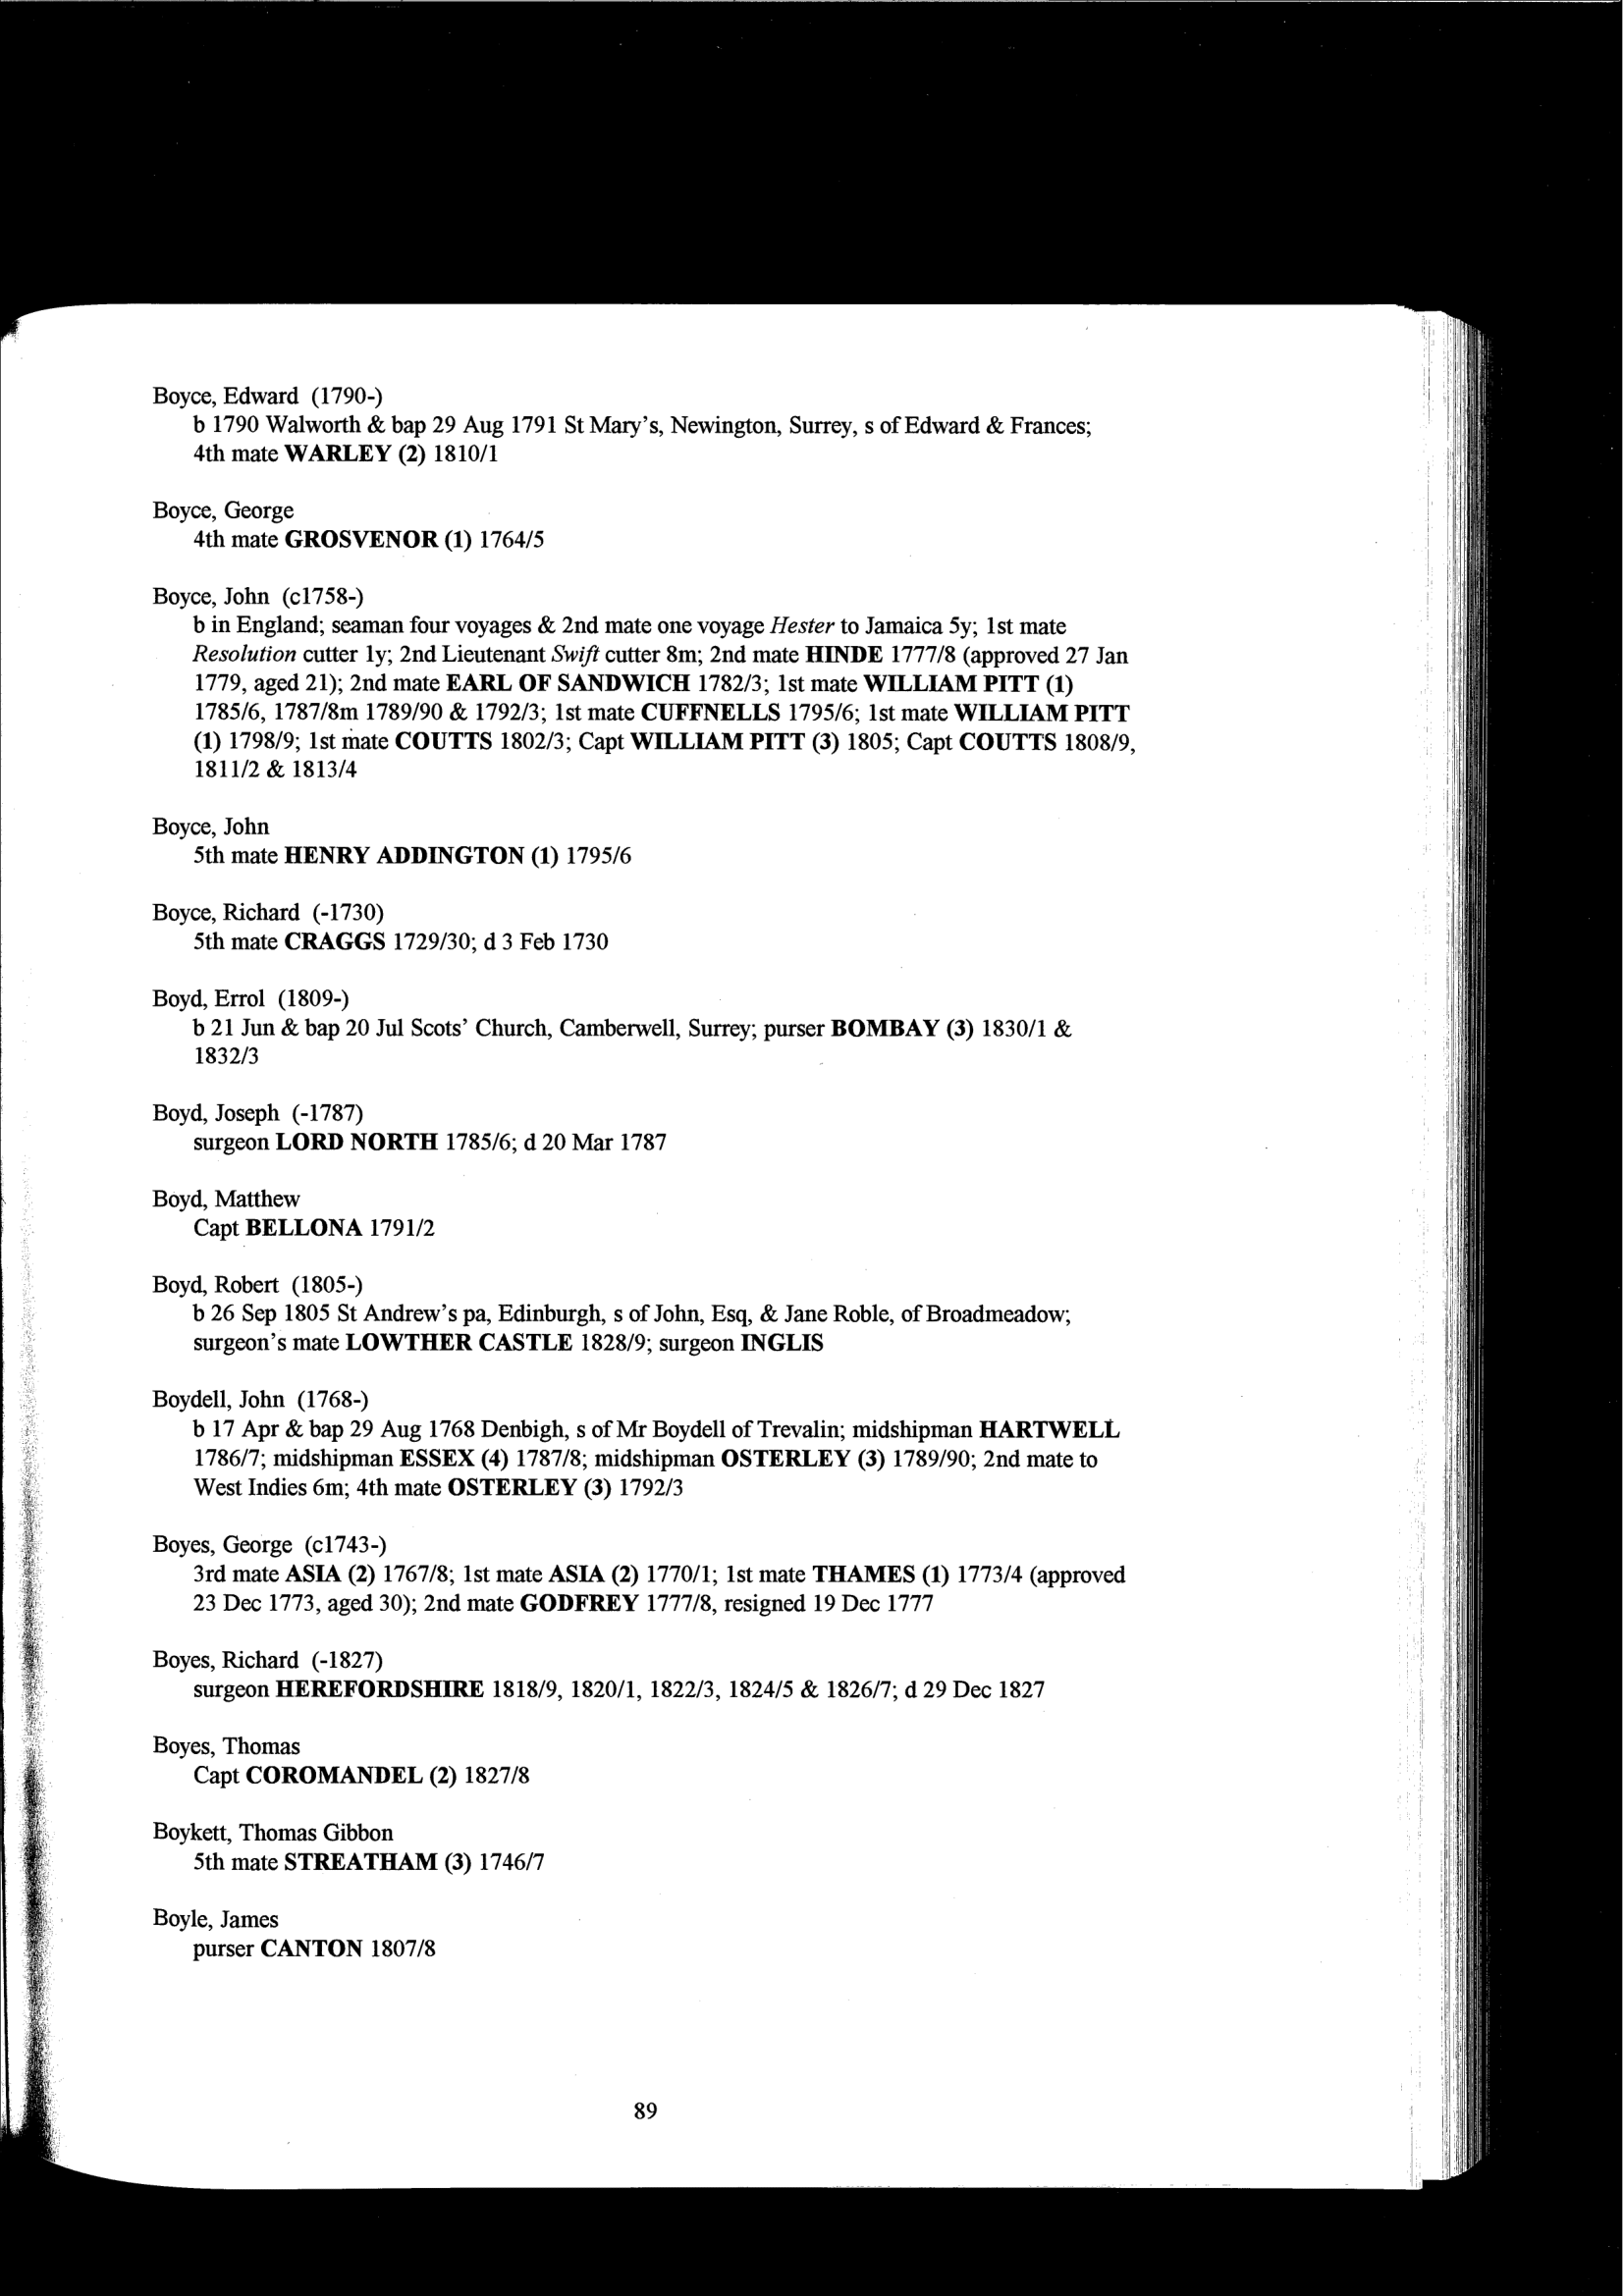 Boyce, Edward (1790-)
b 1790 Walworth & bap 29 Aug 1791 St Mary's, Newington, Surrey, s of Edward & Frances;
4th mate WARLEY (2) 1810/1
Boyce, George
4th mate GROSVENOR (1) 1764/5
Boyce, John (c1758-)
b in England; seaman four voyages & 2nd mate one voyage Hester to Jamaica 5y; 1st mate
Resolution cutter 1y; 2nd Lieutenant Swift cutter 8m; 2nd mate HINDE 1777/8 (approved 27 Jan
1779, aged 21); 2nd mate EARL OF SANDWICH 1782/3; 1st mate WILLIAM PITT (1)
1785/6, 1787/8m 1789/90 & 1792/3; 1st mate CUFFNELLS 1795/6; 1st mate WILLIAM PITT
(1) 1798/9; 1st mate COUTTS 1802/3; Capt WILLIAM PITT (3) 1805; Capt COUTTS 1808/9,
1811/2 & 1813/4
Boyce, John
5th mate HENRY ADDINGTON (1) 1795/6
Boyce, Richard (-1730)
5th mate CRAGGS 1729/30; d 3 Feb 1730
Boyd, Errol (1809-)
b 21 Jun & bap 20 Jul Scots' Church, Camberwell, Surrey; purser BOMBAY (3) 1830/1 &
1832/3
Boyd, Joseph (-1787)
surgeon LORD NORTH 1785/6; d 20 Mar 1787
Boyd, Matthew
Capt BELLONA 1791/2
Boyd, Robert (1805-)
b 26 Sep 1805 St Andrew's pa, Edinburgh, s of John, Esq, & Jane Roble, of Broadmeadow;
surgeon's mate LOWTHER CASTLE 1828/9; surgeon INGLIS
Boydell, John (1768-)
b 17 Apr & bap 29 Aug 1768 Denbigh, s of Mr Boydell of Trevalin; midshipman HARTWELL
1786/7; midshipman ESSEX (4) 1787/8; midshipman OSTERLEY (3) 1789/90; 2nd mate to
West Indies 6m; 4th mate OSTERLEY (3) 1792/3
Boyes, George (c1743-)
3rd mate ASIA (2) 1767/8; 1st mate ASIA (2) 1770/1; 1st mate THAMES (1) 1773/4 (approved
23 Dec 1773, aged 30); 2nd mate GODFREY 1777/8, resigned 19 Dec 1777
Boyes, Richard (-1827)
surgeon HEREFORDSHIRE 1818/9, 1820/1, 1822/3, 1824/5 & 1826/7; d 29 Dec 1827
Boyes, Thomas
Capt COROMANDEL (2) 1827/8
Boykett, Thomas Gibbon
5th mate STREATHAM (3) 1746/7
Boyle, James
purser CANTON 1807/8
89